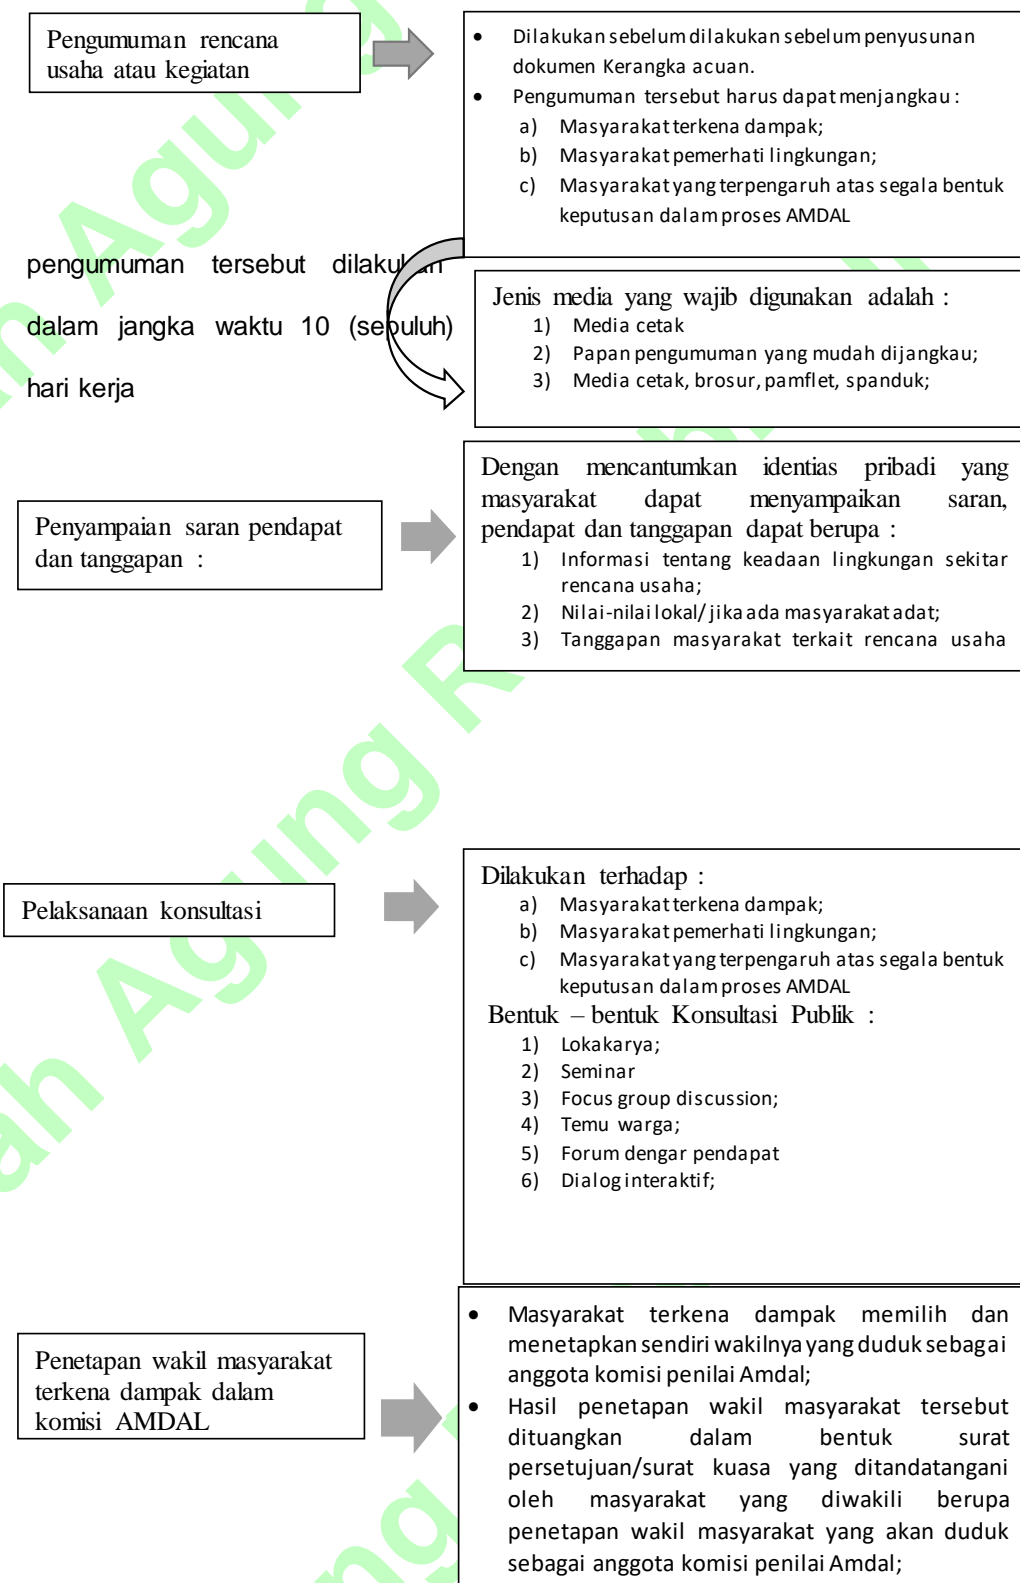 Pengumuman rencana
usaha atau kegiatan
• Dilakukan sebelum dilakukan sebelum penyusunan
dokumen Kerangka acuan.
• Pengumuman tersebut harus dapat menjangkau :
a) Masyarakat terkena dampak;
b) Masyarakat pemerhati lingkungan;
c) Masyarakat yang terpengaruh atas segala bentuk
keputusan dalam proses AMDAL
pengumuman tersebut dilakukan
dalam jangka waktu 10 (sepuluh)
hari kerja
Jenis media yang wajib digunakan adalah :
1) Media cetak
2) Papan pengumuman yang mudah dijangkau;
3) Media cetak, brosur, pamflet, spanduk;
Penyampaian saran pendapat
dan tanggapan :
Dengan mencantumkan identias pribadi yang
masyarakat dapat menyampaikan saran,
pendapat dan tanggapan dapat berupa :
1) Informasi tentang keadaan lingkungan sekitar
rencana usaha;
2) Nilai-nilai lokal/ jika ada masyarakat adat;
3) Tanggapan masyarakat terkait rencana usaha
Pelaksanaan konsultasi
Dilakukan terhadap :
a) Masyarakat terkena dampak;
b) Masyarakat pemerhati lingkungan;
c) Masyarakat yang terpengaruh atas segala bentuk
keputusan dalam proses AMDAL
Bentuk – bentuk Konsultasi Publik :
1) Lokakarya;
2) Seminar
3) Focus group discussion;
4) Temu warga;
5) Forum dengar pendapat
6) Dialog interaktif;
Penetapan wakil masyarakat
terkena dampak dalam
komisi AMDAL
• Masyarakat terkena dampak memilih dan
menetapkan sendiri wakilnya yang duduk sebagai
anggota komisi penilai Amdal;
• Hasil penetapan wakil masyarakat tersebut
dituangkan dalam bentuk surat
persetujuan/surat kuasa yang ditandatangani
oleh masyarakat yang diwakili berupa
penetapan wakil masyarakat yang akan duduk
sebagai anggota komisi penilai Amdal;
Agung
Agung R